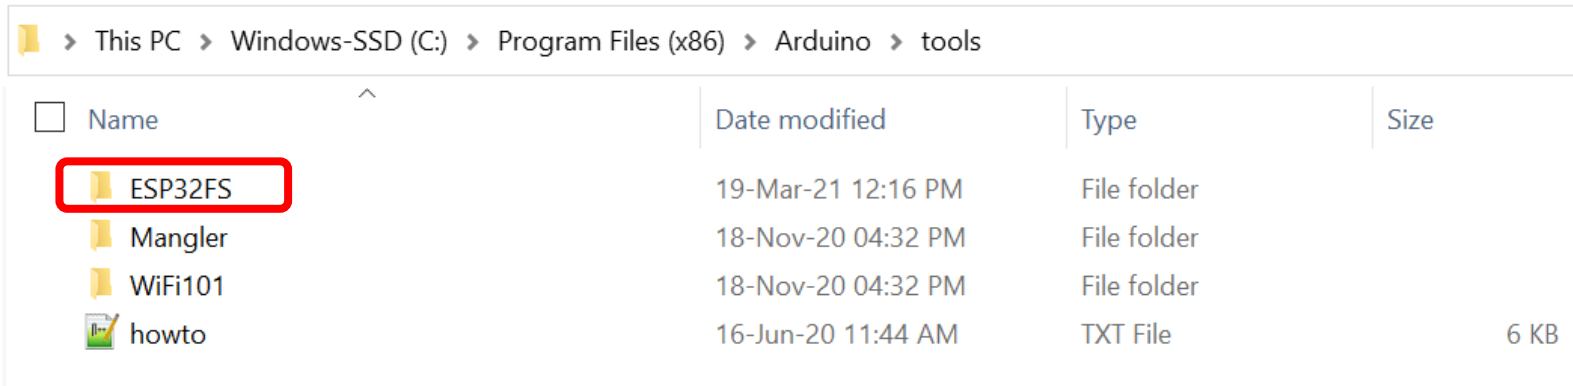 This PC > Windows-SSD (C:) > Program Files (x86) > Arduino > tools
Name Date modified Type Size
ESP32FS 19-Mar-21 12:16 PM File folder
Mangler 18-Nov-20 04:32 PM File folder
WiFi101 18-Nov-20 04:32 PM File folder
howto 16-Jun-20 11:44 AM TXT File 6 KB